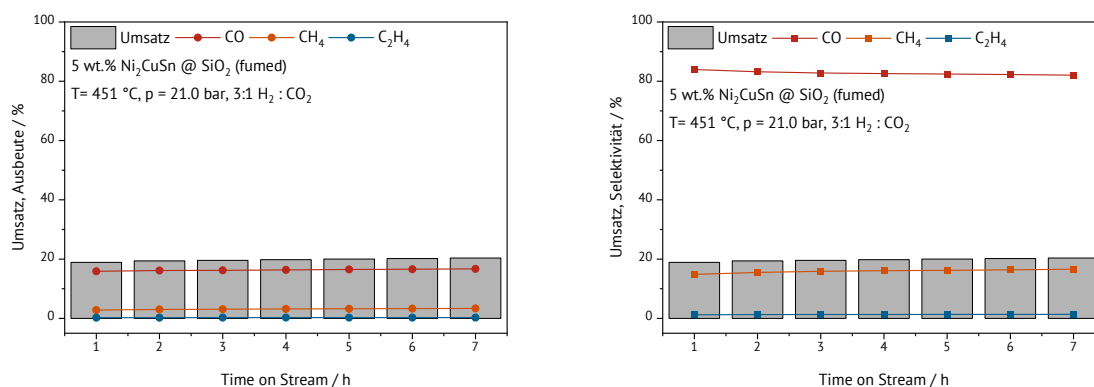 Umsatz CO CH₄ C₂H₄
5 wt.% Ni₂CuSn @ SiO₂ (fumed)
T= 451 °C, p = 21.0 bar, 3:1 H₂ : CO₂
Umsatz, Ausbeute / %
100
80
60
40
20
0
1 2 3 4 5 6 7
Time on Stream / h
Umsatz CO CH₄ C₂H₄
5 wt.% Ni₂CuSn @ SiO₂ (fumed)
T= 451 °C, p = 21.0 bar, 3:1 H₂ : CO₂
Umsatz, Selektivität / %
100
80
60
40
20
0
1 2 3 4 5 6 7
Time on Stream / h